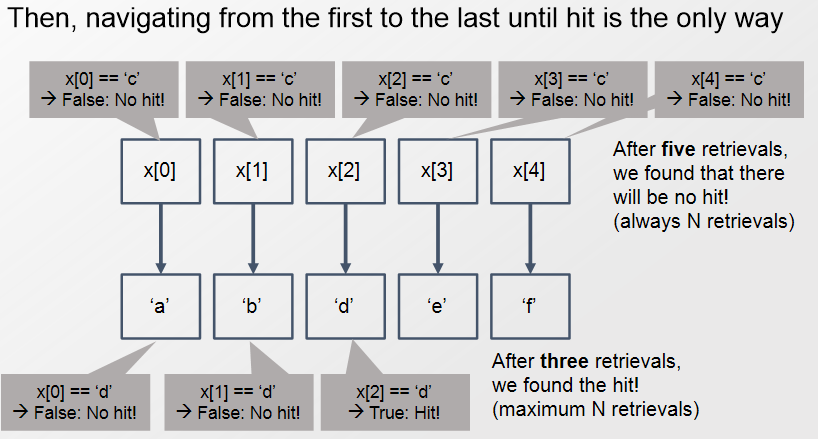 Then, navigating from the first to the last until hit is the only way
x[0] == ‘c’
→ False: No hit!
x[1] == ‘c’
→ False: No hit!
x[2] == ‘c’
→ False: No hit!
x[3] == ‘c’
→ False: No hit!
x[4] == ‘c’
→ False: No hit!
x[0]
x[1]
x[2]
x[3]
x[4]
After five retrievals,
we found that there
will be no hit!
(always N retrievals)
‘a’
‘b’
‘d’
‘e’
‘f’
x[0] == ‘d’
→ False: No hit!
x[1] == ‘d’
→ False: No hit!
x[2] == ‘d’
→ True: Hit!
After three retrievals,
we found the hit!
(maximum N retrievals)